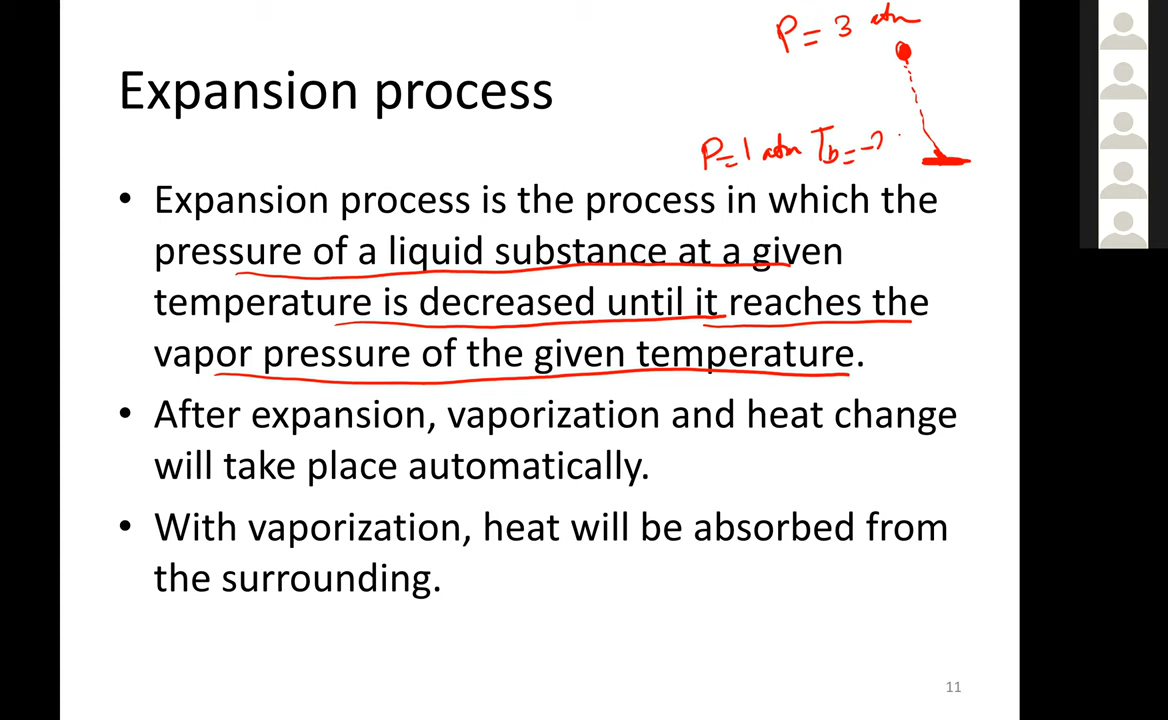 P = 3 atm
Expansion process
P = 1 atm T_b = -
• Expansion process is the process in which the
pressure of a liquid substance at a given
temperature is decreased until it reaches the
vapor pressure of the given temperature.
• After expansion, vaporization and heat change
will take place automatically.
• With vaporization, heat will be absorbed from
the surrounding.
11